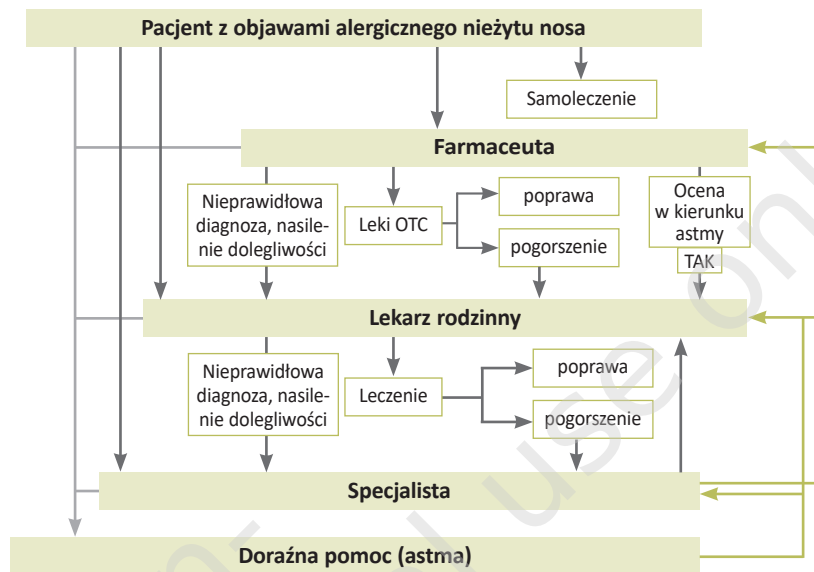 Pacjent z objawami alergicznego nieżytu nosa
Samoleczenie
Farmaceuta
Nieprawidłowa
diagnoza, nasile-
nie dolegliwości
Leki OTC
poprawa
pogorszenie
Ocena
w kierunku
astmy
TAK
Lekarz rodzinny
Nieprawidłowa
diagnoza, nasile-
nie dolegliwości
Leczenie
poprawa
pogorszenie
Specjalista
Doraźna pomoc (astma)